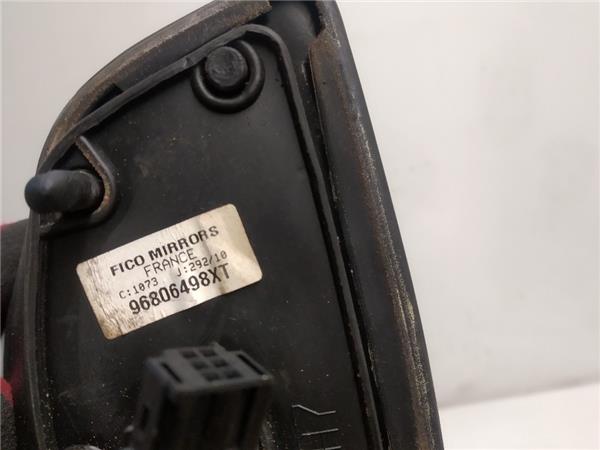 FICO MIRRORS
FRANCE
C:1073 J:292/10
96806498XT